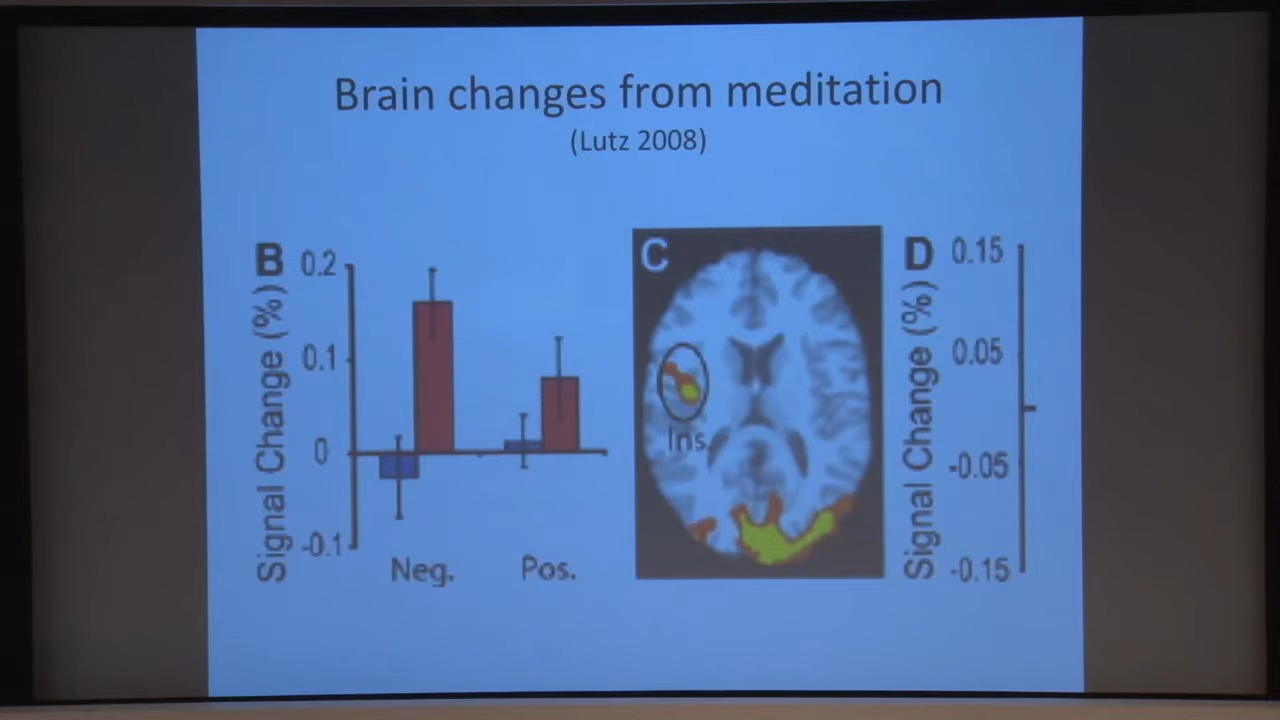 Brain changes from meditation
(Lutz 2008)
B
Signal Change (%)
0.2
0.1
0
-0.1
Neg. Pos.
C
Ins.
D
Signal Change (%)
0.15
0.05
-0.05
-0.15